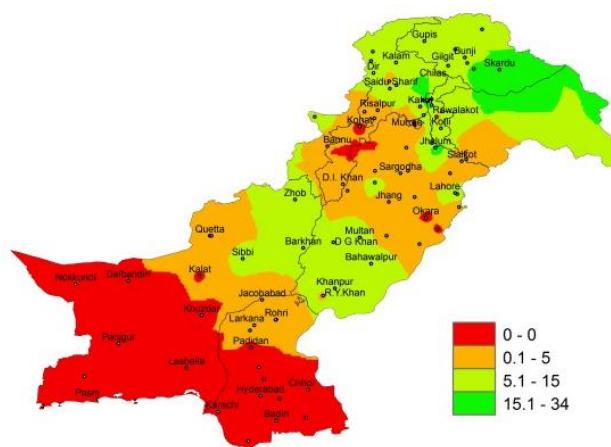 Gupis
Gilgit
Bunji
Skardu
Kalam
Dir
Chilas
Saidu Sharif
Kakul
Risalpur
Rawalakot
Kohat
Kotli
Bannu
Jhelum
Sialkot
D.I. Khan
Sargodha
Jhang
Lahore
Zhob
Okara
Quetta
Multan
Barkhan
D G Khan
Sibbi
Bahawalpur
Kalat
Nokkundi
Dalbandin
Khanpur
Jacobabad
R.Y.Khan
Khuzdar
Larkana
Rohri
Padidan
Panjgur
Lasbella
Pasni
Hyderabad
Chhor
Karachi
Badin
0 - 0
0.1 - 5
5.1 - 15
15.1 - 34